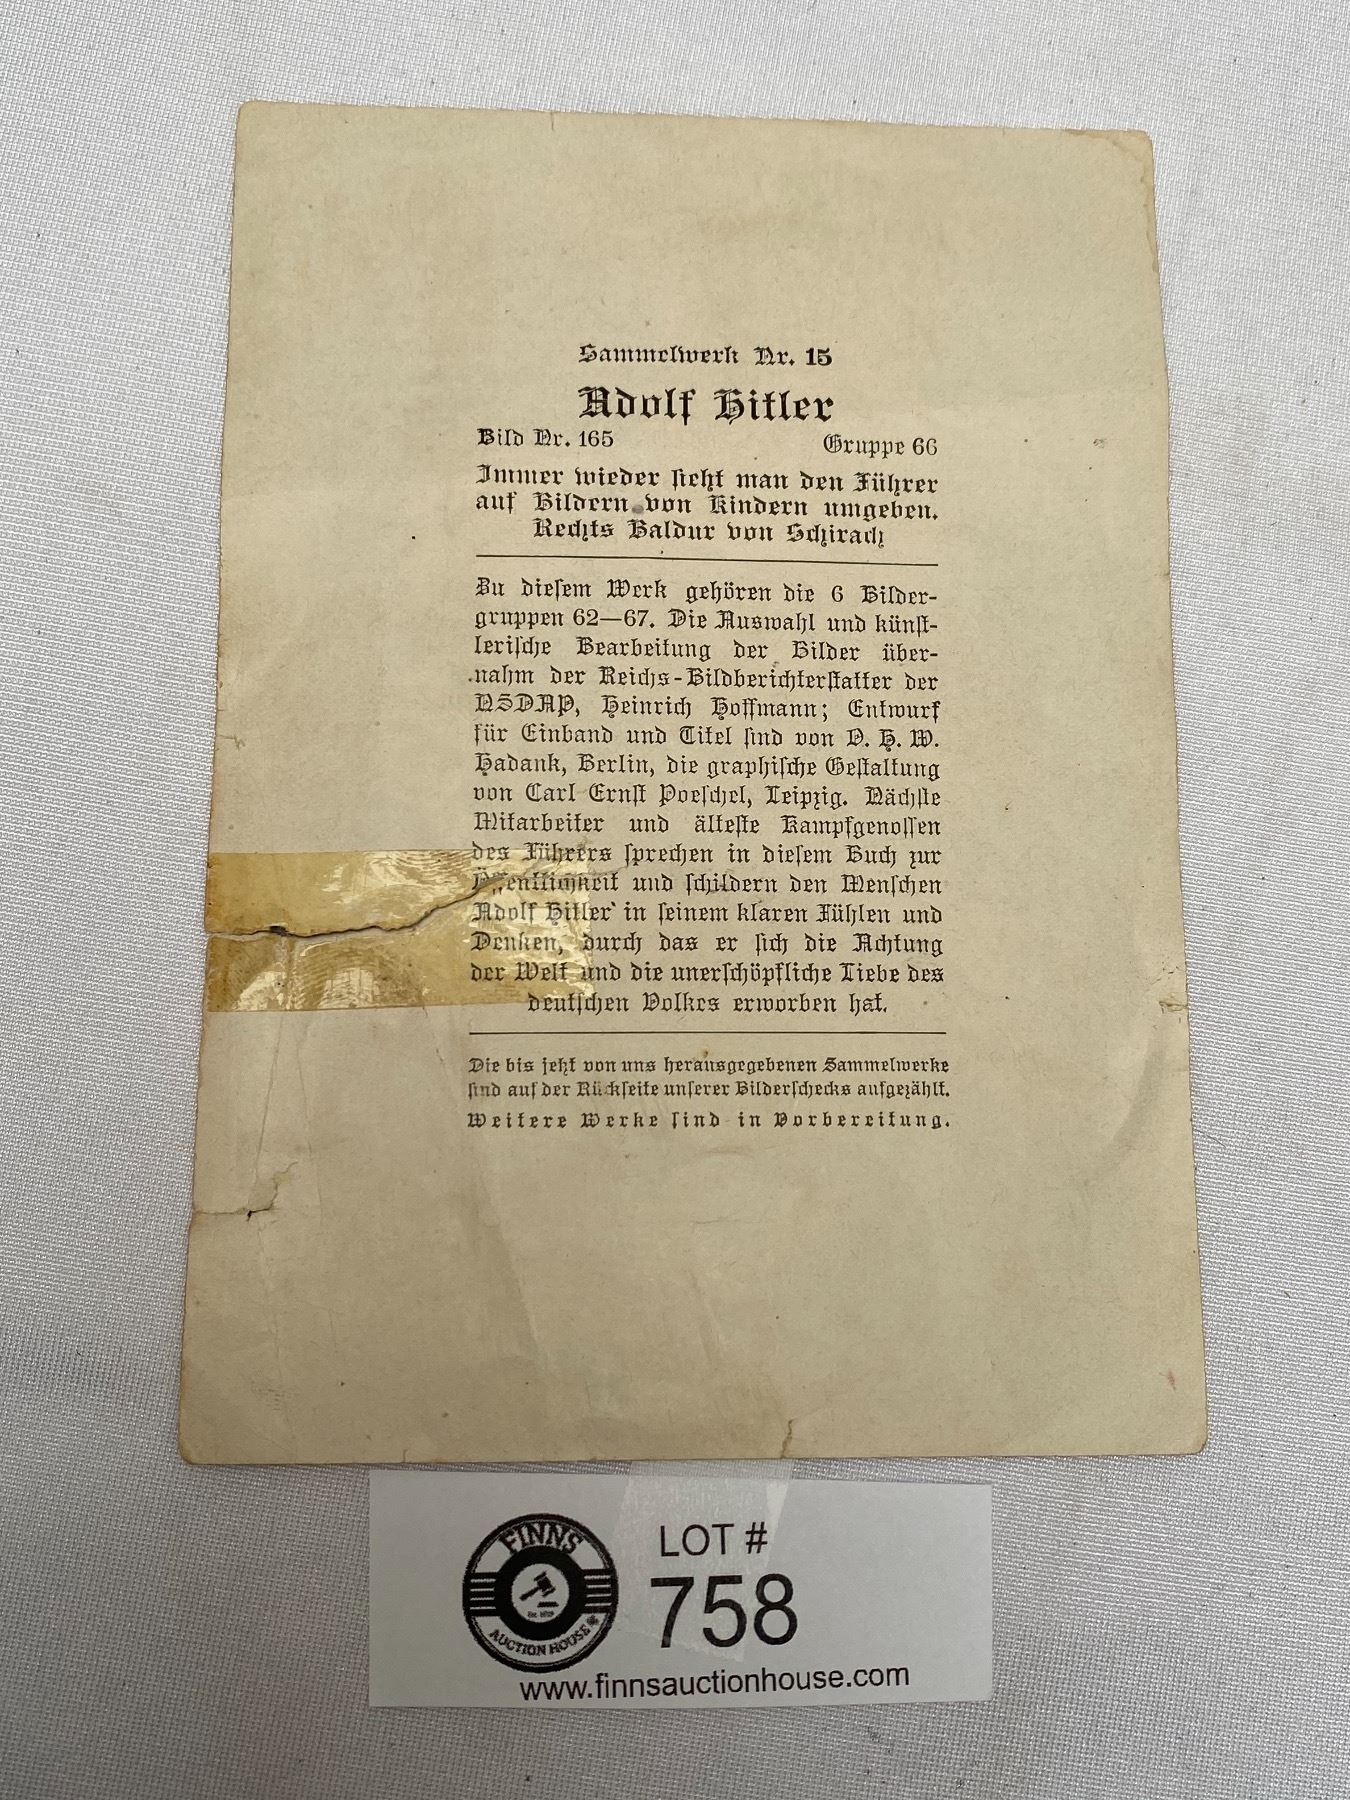 Sammelwerk Nr. 15
Adolf Hitler
Bild Nr. 165 Gruppe 66
Immer wieder sieht man den Führer
auf Bildern von Kindern umgeben.
Rechts Baldur von Schirach
Zu diesem Werk gehören die 6 Bilder-
gruppen 62—67. Die Auswahl und künst-
lerische Bearbeitung der Bilder über-
nahm der Reichs-Bildberichterstatter der
NSDAP, Heinrich Hoffmann; Entwurf
für Einband und Titel sind von O. H. W.
Hadank, Berlin, die graphische Gestaltung
von Carl Ernst Poeschel, Leipzig. Nächste
Mitarbeiter und älteste Kampfgenossen
des Führers sprechen in diesem Buch zur
Öffentlichkeit und schildern den Menschen
Adolf Hitler in seinem klaren Fühlen und
Denken, durch das er sich die Achtung
der Welt und die unerschöpfliche Liebe des
deutschen Volkes erworben hat.
Die bis jetzt von uns herausgegebenen Sammelwerke
sind auf der Rückseite unserer Bilderschecks aufgezählt.
Weitere Werke sind in Vorbereitung.
FINNS
AUCTION HOUSE
LOT #
758
www.finnsauctionhouse.com